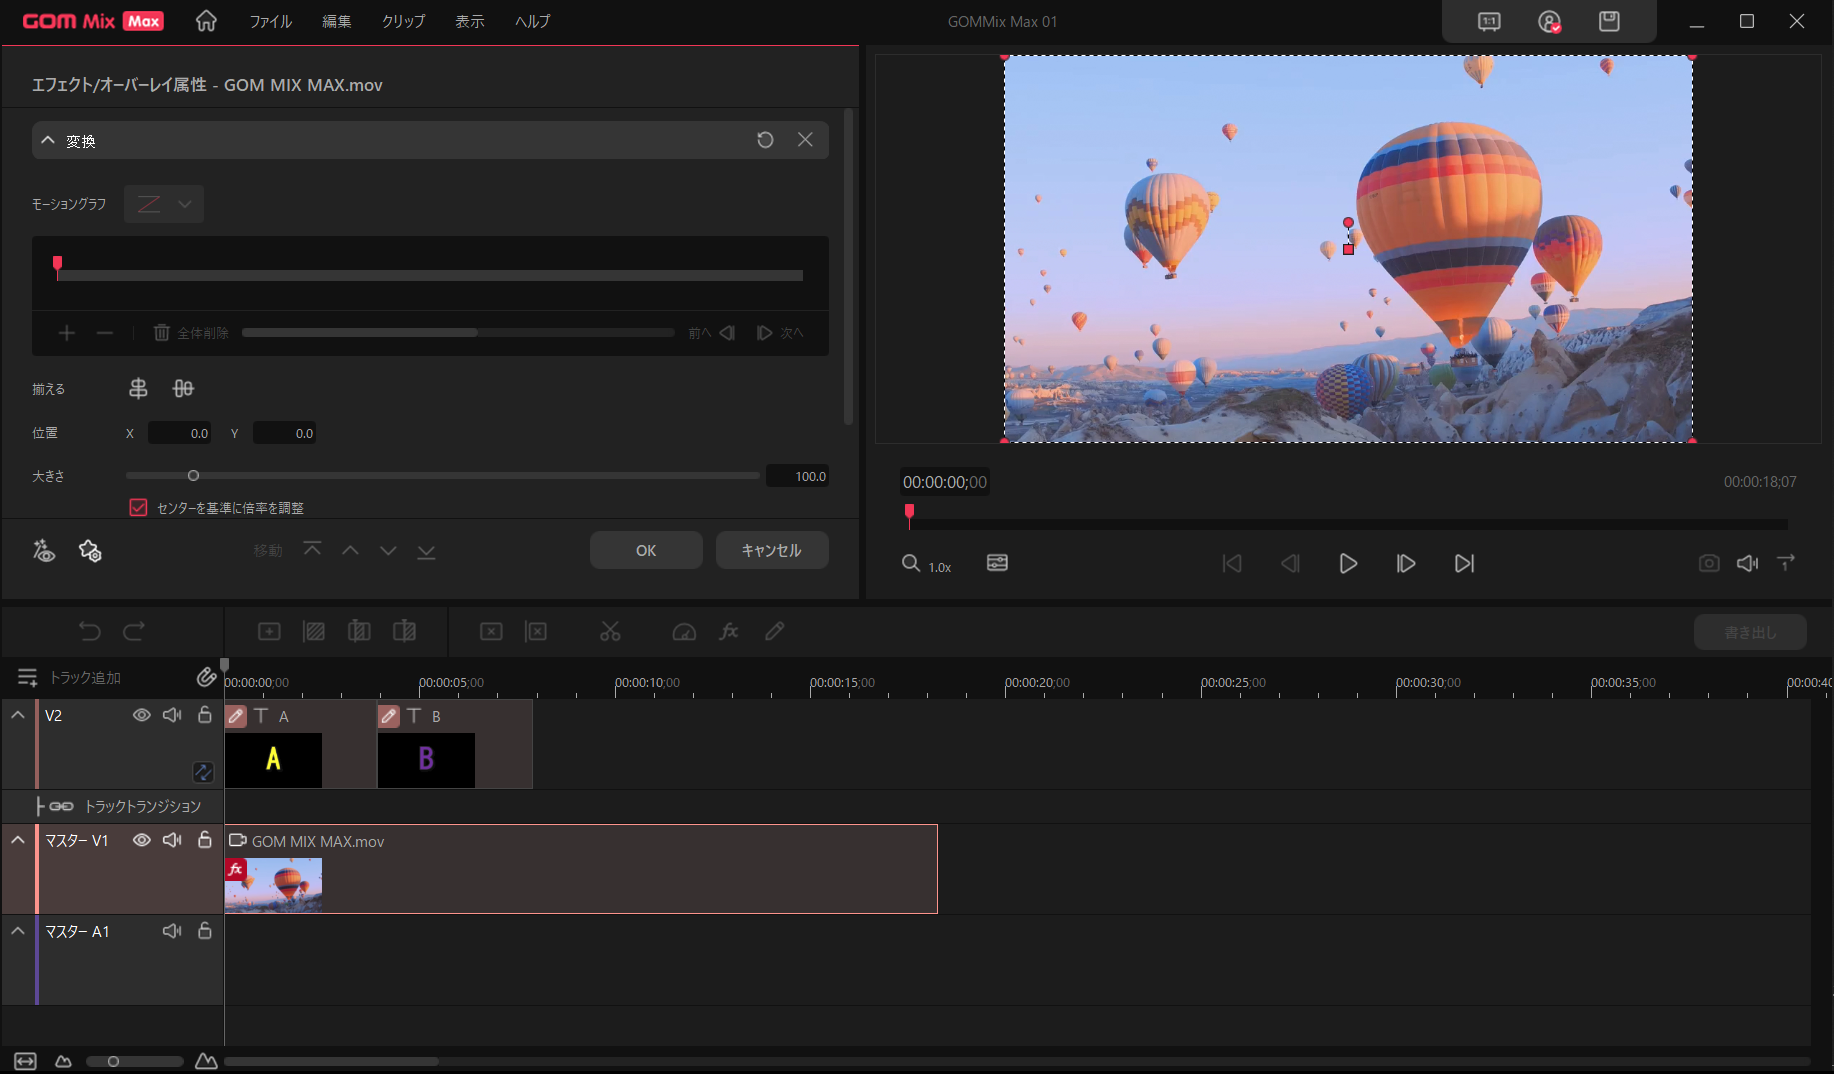 GOM Mix Max
ファイル 編集 クリップ 表示 ヘルプ
GOMMix Max 01
1:1
エフェクト/オーバーレイ属性 - GOM MIX MAX.mov
変換
モーショングラフ
全体削除
前へ
次へ
揃える
位置 X 0.0 Y 0.0
大きさ 100.0
センターを基準に倍率を調整
移動
OK
キャンセル
00:00:00;00
00:00:18;07
1.0x
1
fx
書き出し
トラック追加
00:00:00;00 00:00:05;00 00:00:10;00 00:00:15;00 00:00:20;00 00:00:25;00 00:00:30;00 00:00:35;00 00:00:40
V2
T A
T B
A
B
トラックトランジション
マスター V1
GOM MIX MAX.mov
fx
マスター A1